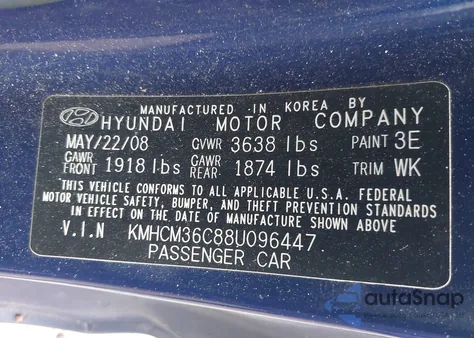 MANUFACTURED IN KOREA BY
HYUNDAI MOTOR COMPANY
MAY/22/08 GVWR 3638 lbs PAINT 3E
GAWR FRONT 1918 lbs GAWR REAR: 1874 lbs TRIM WK
THIS VEHICLE CONFORMS TO ALL APPLICABLE U.S.A. FEDERAL
MOTOR VEHICLE SAFETY, BUMPER, AND THEFT PREVENTION STANDARDS
IN EFFECT ON THE DATE OF MANUFACTURE SHOWN ABOVE
V.I.N KMHCM36C88U096447
PASSENGER CAR
autoSnap